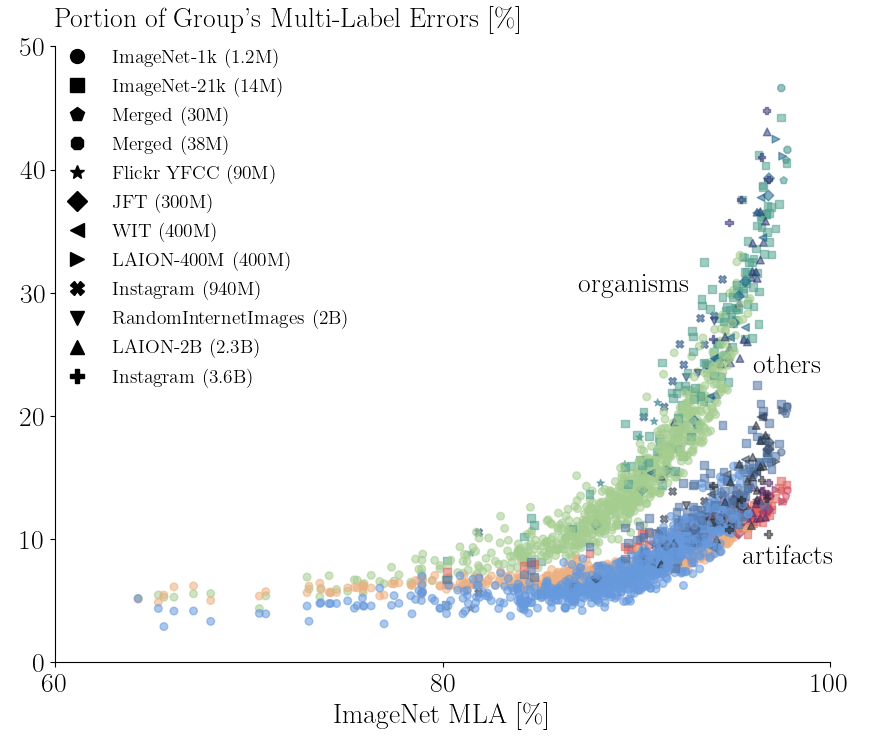 Portion of Group's Multi-Label Errors [%]
50
ImageNet-1k (1.2M)
ImageNet-21k (14M)
Merged (30M)
Merged (38M)
40
Flickr YFCC (90M)
JFT (300M)
WIT (400M)
LAION-400M (400M)
Instagram (940M)
30
organisms
RandomInternetImages (2B)
LAION-2B (2.3B)
others
Instagram (3.6B)
20
10
artifacts
0
60
80
100
ImageNet MLA [%]